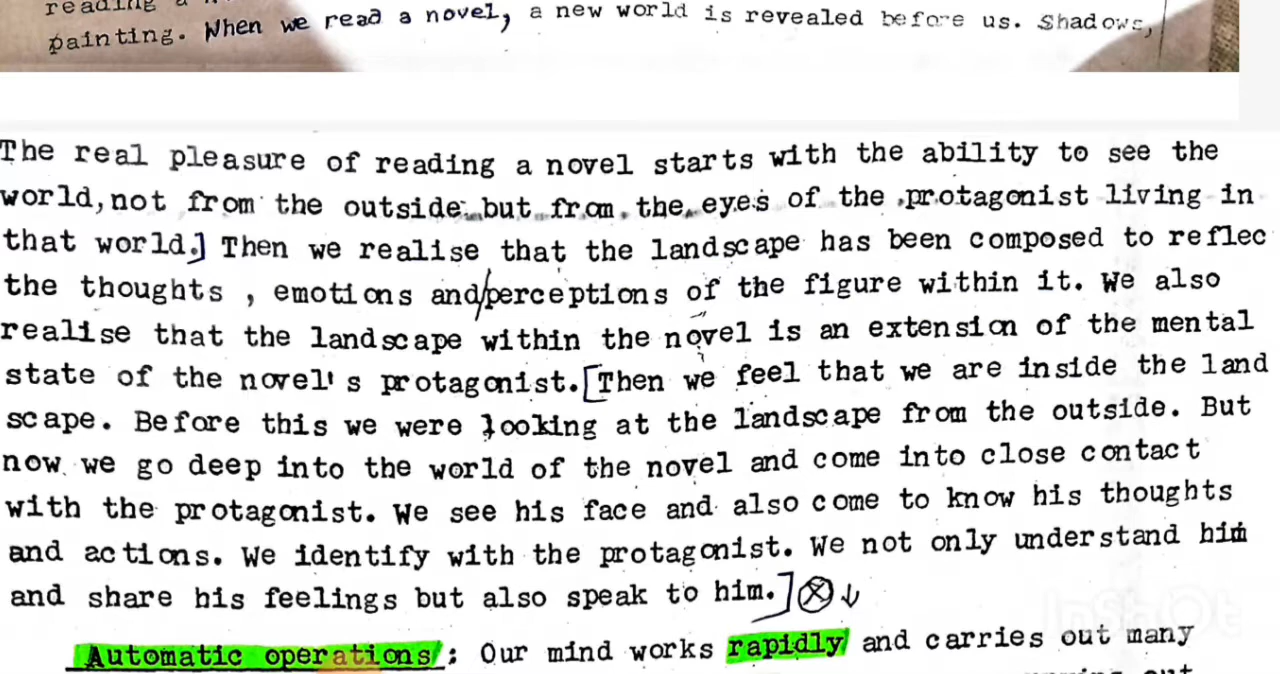 reading a
painting. When we read a novel, a new world is revealed before us. Shadows,
The real pleasure of reading a novel starts with the ability to see the
world, not from the outside but from the eyes of the protagonist living in
that world.] Then we realise that the landscape has been composed to reflec
the thoughts , emotions and/perceptions of the figure within it. We also
realise that the landscape within the novel is an extension of the mental
state of the novel's protagonist. [Then we feel that we are inside the land
scape. Before this we were looking at the landscape from the outside. But
now we go deep into the world of the novel and come into close contact
with the protagonist. We see his face and also come to know his thoughts
and actions. We identify with the protagonist. We not only understand him
and share his feelings but also speak to him.] ⊗ ↓
Automatic operations : Our mind works rapidly and carries out many
InShOt